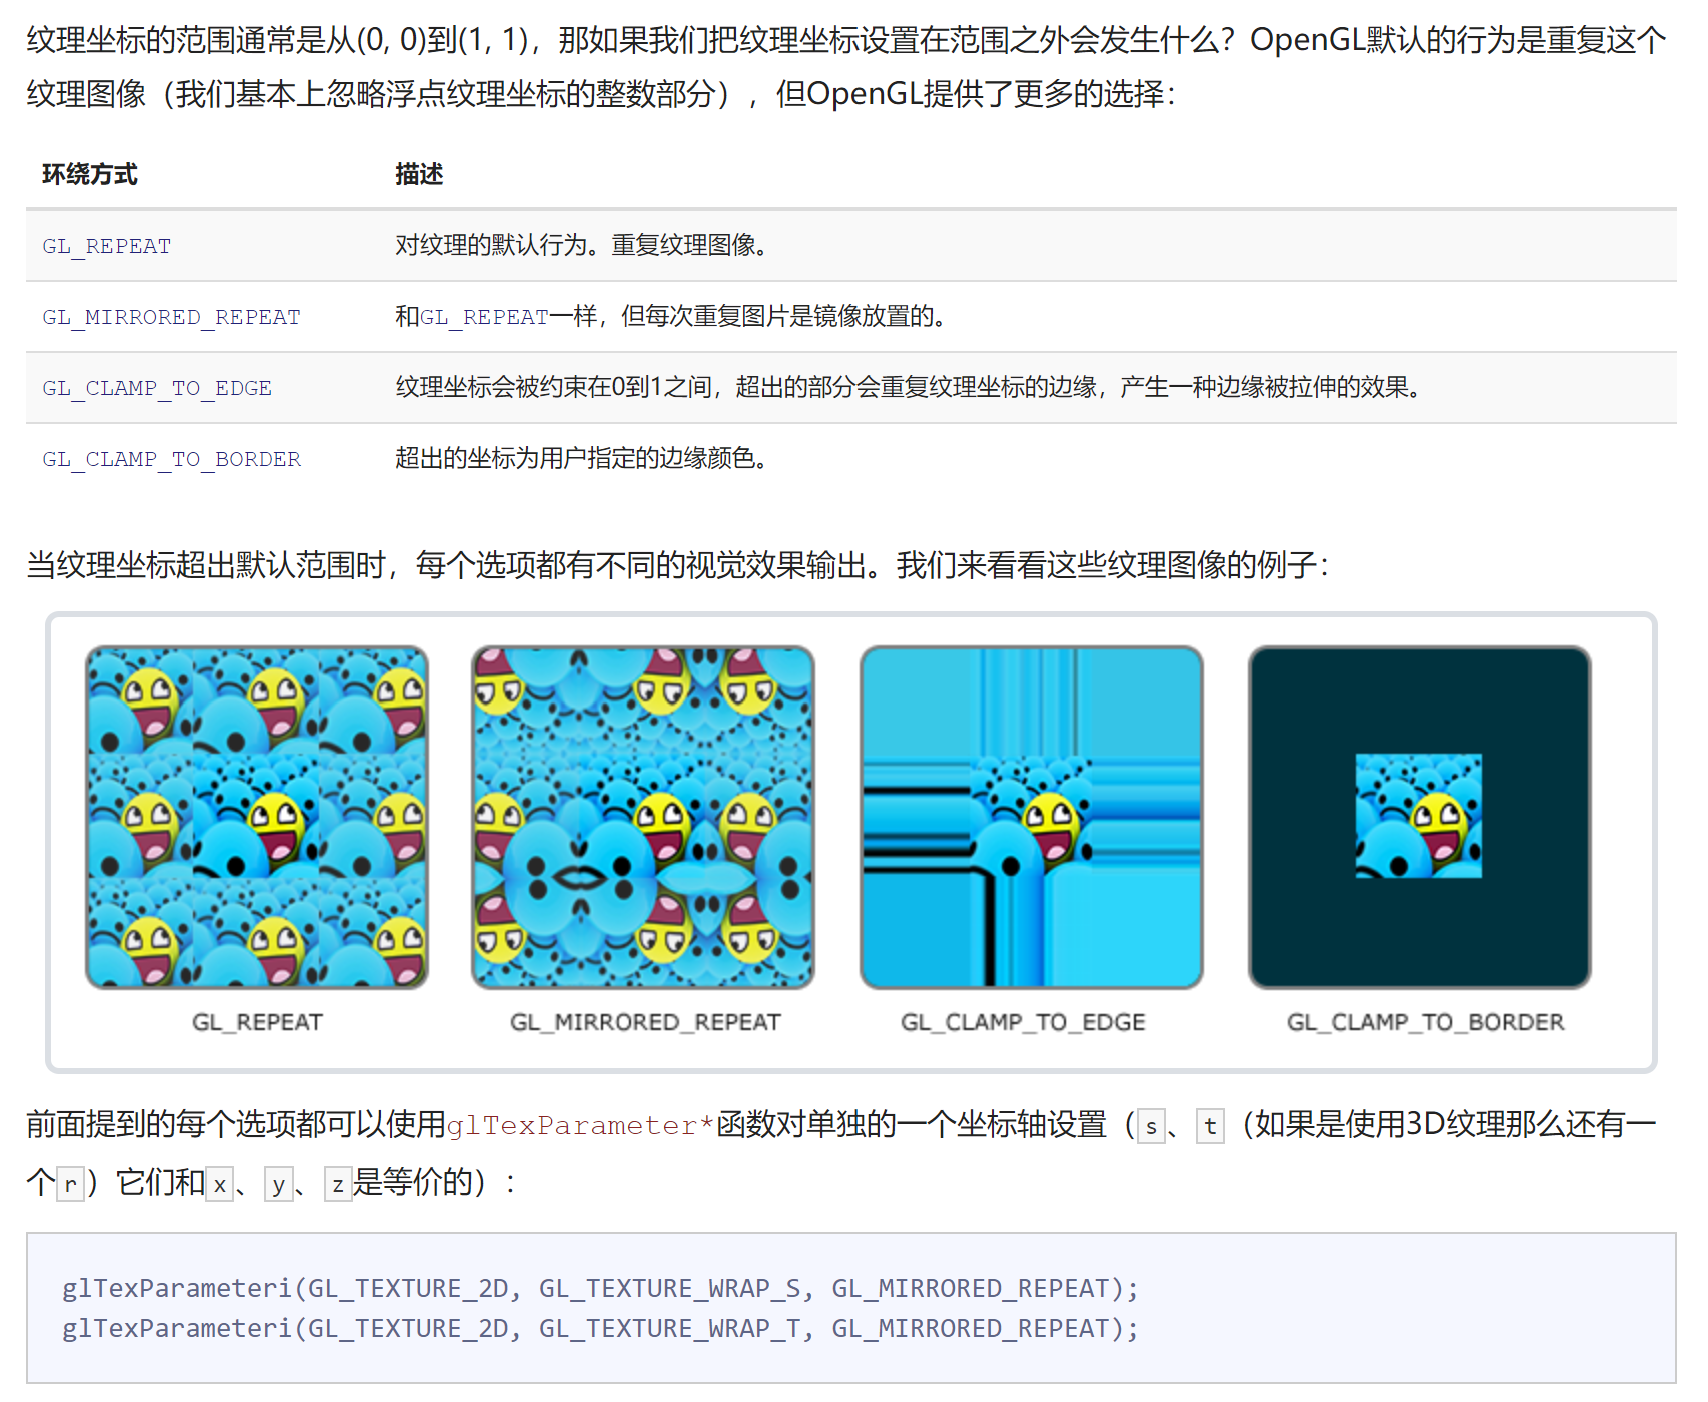 纹理坐标的范围通常是从(0, 0)到(1, 1)，那如果我们把纹理坐标设置在范围之外会发生什么？OpenGL默认的行为是重复这个
纹理图像（我们基本上忽略浮点纹理坐标的整数部分），但OpenGL提供了更多的选择：
环绕方式 描述
GL_REPEAT 对纹理的默认行为。重复纹理图像。
GL_MIRRORED_REPEAT 和GL_REPEAT一样，但每次重复图片是镜像放置的。
GL_CLAMP_TO_EDGE 纹理坐标会被约束在0到1之间，超出的部分会重复纹理坐标的边缘，产生一种边缘被拉伸的效果。
GL_CLAMP_TO_BORDER 超出的坐标为用户指定的边缘颜色。
当纹理坐标超出默认范围时，每个选项都有不同的视觉效果输出。我们来看看这些纹理图像的例子：
GL_REPEAT GL_MIRRORED_REPEAT GL_CLAMP_TO_EDGE GL_CLAMP_TO_BORDER
前面提到的每个选项都可以使用glTexParameter*函数对单独的一个坐标轴设置（s、t（如果是使用3D纹理那么还有一
个r）它们和x、y、z是等价的）：
glTexParameteri(GL_TEXTURE_2D, GL_TEXTURE_WRAP_S, GL_MIRRORED_REPEAT);
glTexParameteri(GL_TEXTURE_2D, GL_TEXTURE_WRAP_T, GL_MIRRORED_REPEAT);